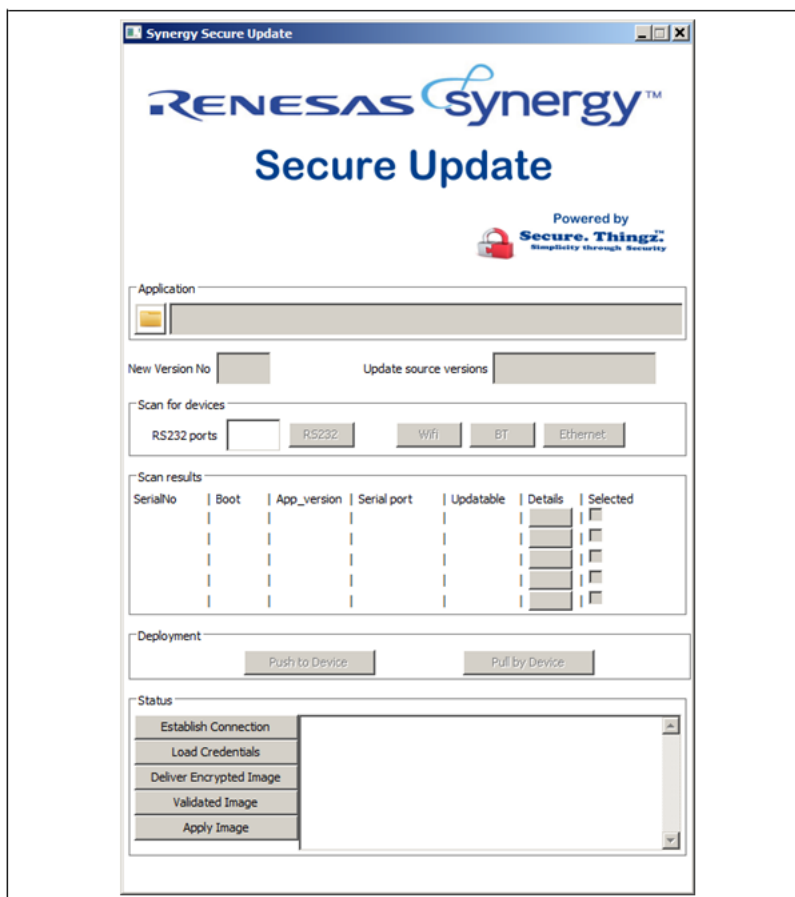 Synergy Secure Update
RENESAS synergy™
Secure Update
Powered by
Secure. Thingz.™
Simplicity through Security
Application
New Version No
Update source versions
Scan for devices
RS232 ports
RS232
Wifi
BT
Ethernet
Scan results
SerialNo | Boot | App_version | Serial port | Updatable | Details | Selected
| | | | | |
| | | | | |
| | | | | |
| | | | | |
| | | | | |
Deployment
Push to Device
Pull by Device
Status
Establish Connection
Load Credentials
Deliver Encrypted Image
Validated Image
Apply Image